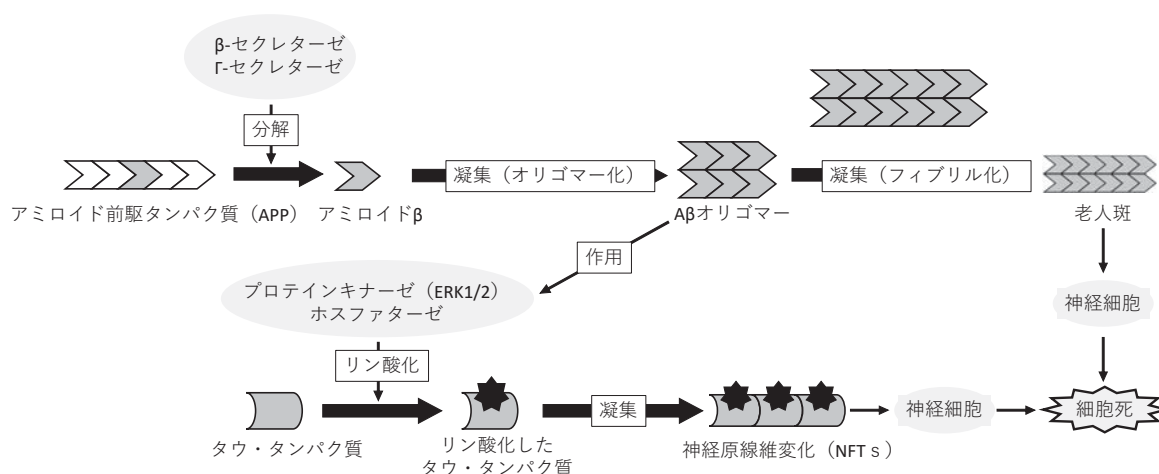 β-セクレターゼ
Γ-セクレターゼ
分解
アミロイド前駆タンパク質（APP）
アミロイドβ
凝集（オリゴマー化）
Aβオリゴマー
凝集（フィブリル化）
老人斑
作用
プロテインキナーゼ（ERK1/2）
ホスファターゼ
神経細胞
リン酸化
タウ・タンパク質
リン酸化した
タウ・タンパク質
凝集
神経原線維変化（NFTｓ）
神経細胞
細胞死